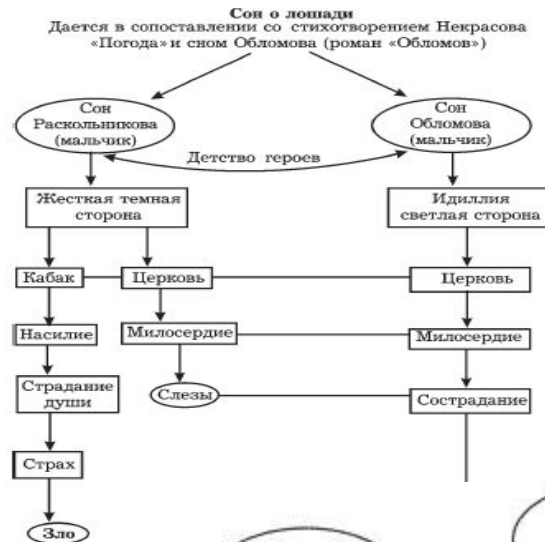 Сон о лошади
Дается в сопоставлении со стихотворением Некрасова
«Погода» и сном Обломова (роман «Обломов»)
Сон
Раскольникова
(мальчик)
Сон
Обломова
(мальчик)
Детство героев
Жесткая темная
сторона
Идиллия
светлая сторона
Кабак
Церковь
Церковь
Насилие
Милосердие
Милосердие
Страдание
души
Слезы
Сострадание
Страх
Зло